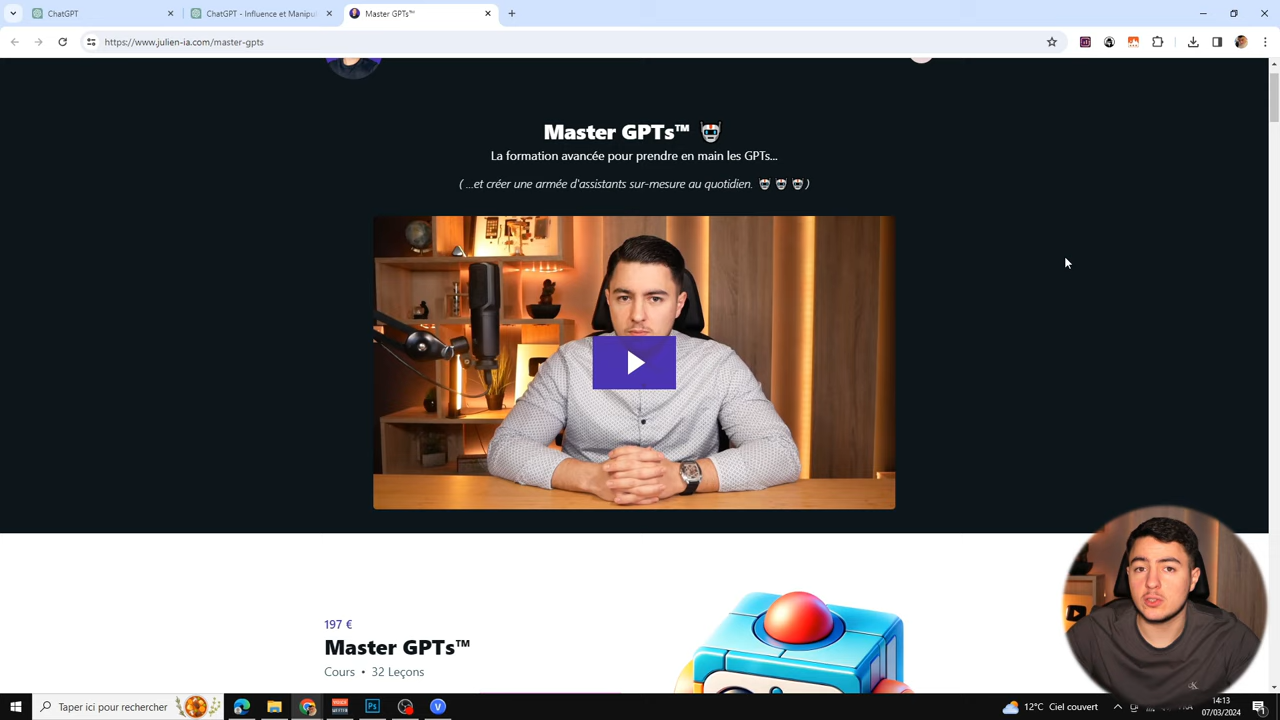 ChatGPT
ChatGPT - Influence et Manipul
Master GPTs™
https://www.julien-ia.com/master-gpts
Master GPTs™
La formation avancée pour prendre en main les GPTs...
( ...et créer une armée d'assistants sur-mesure au quotidien. )
197 €
Master GPTs™
Cours • 32 Leçons
Taper ici pour rechercher
12°C Ciel couvert
14:13
07/03/2024